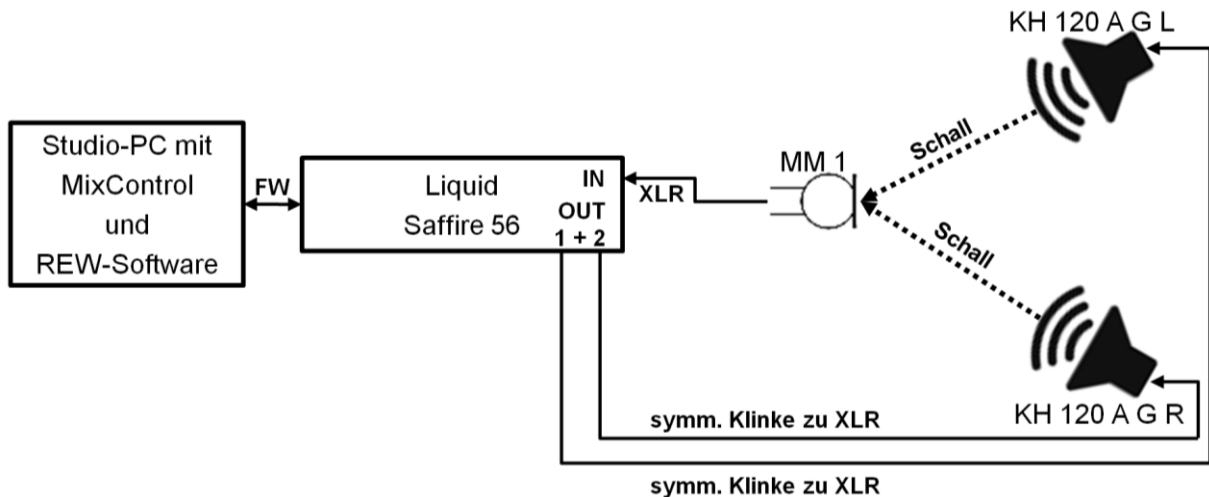 Studio-PC mit
MixControl
und
REW-Software
FW
Liquid
Saffire 56
IN
OUT
1 + 2
XLR
MM 1
Schall
Schall
KH 120 A G L
KH 120 A G R
symm. Klinke zu XLR
symm. Klinke zu XLR